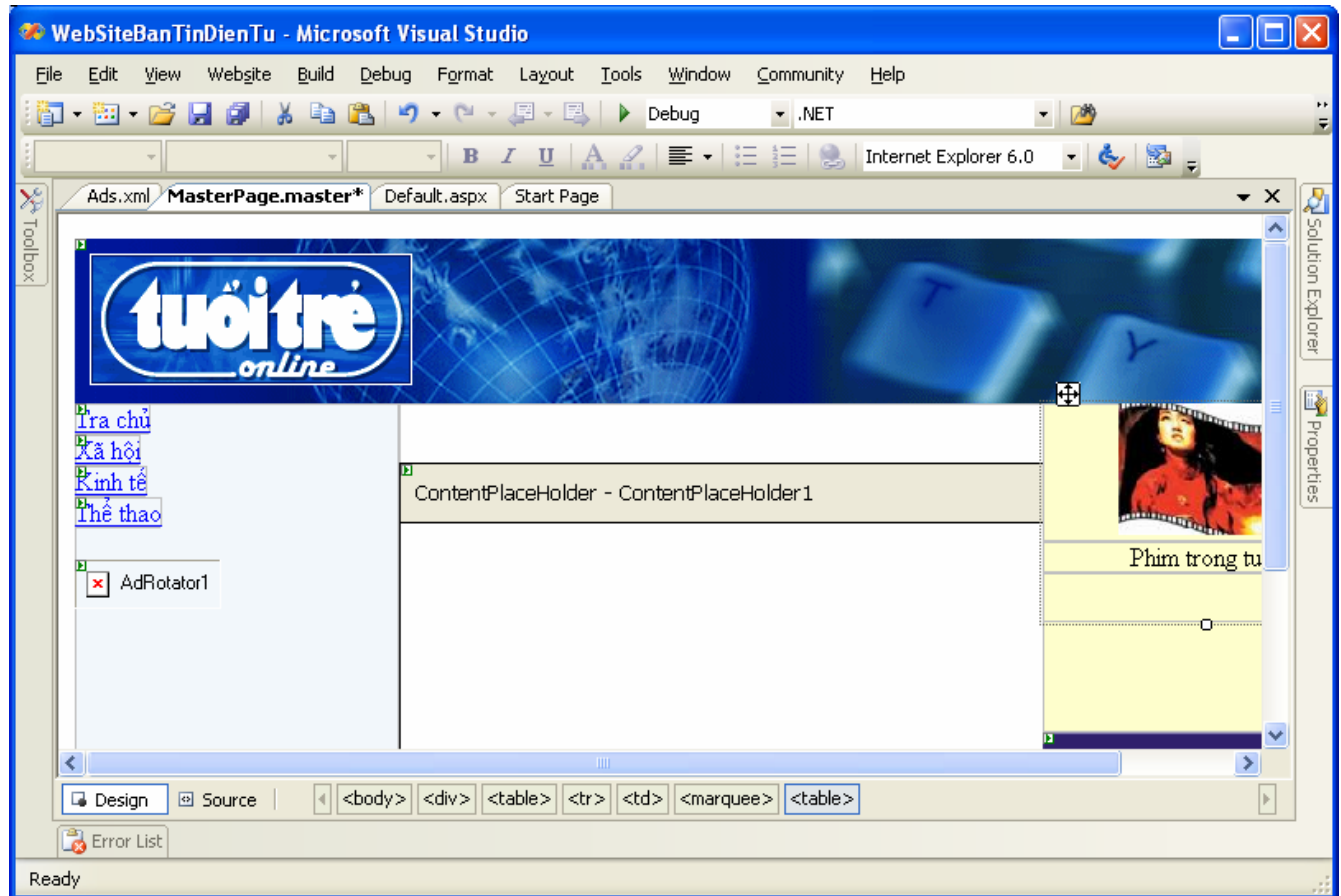 WebSiteBanTinDienTu - Microsoft Visual Studio
File Edit View Website Build Debug Format Layout Tools Window Community Help
Debug .NET
B I U A Internet Explorer 6.0
Toolbox
Ads.xml MasterPage.master* Default.aspx Start Page
Solution Explorer
Properties
tuổi trẻ
online
T
Y
Tra chủ
Xã hội
Kinh tế
Thể thao
ContentPlaceHolder - ContentPlaceHolder1
AdRotator1
Phim trong tu
Design Source <body> <div> <table> <tr> <td> <marquee> <table>
Error List
Ready